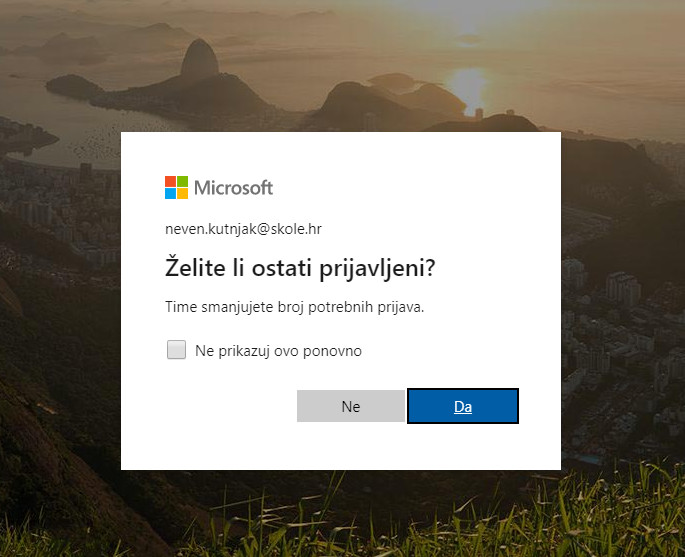 Microsoft
neven.kutnjak@skole.hr
Želite li ostati prijavljeni?
Time smanjujete broj potrebnih prijava.
Ne prikazuj ovo ponovno
Ne
Da